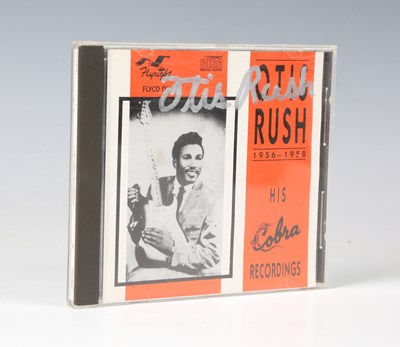 Flyright
FLYCD
Otis Rush
OTIS
RUSH
1956–1958
HIS
Cobra
RECORDINGS